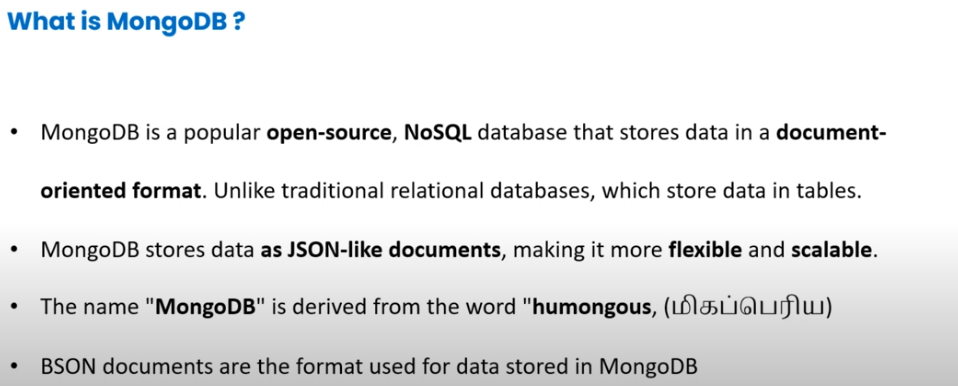 What is MongoDB ?
• MongoDB is a popular open-source, NoSQL database that stores data in a document-
oriented format. Unlike traditional relational databases, which store data in tables.
• MongoDB stores data as JSON-like documents, making it more flexible and scalable.
• The name "MongoDB" is derived from the word "humongous, (மிகப்பெரிய)
• BSON documents are the format used for data stored in MongoDB